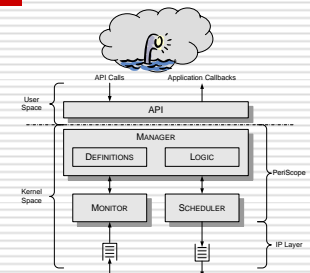 API Calls
Application Callbacks
User
Space
API
MANAGER
DEFINITIONS
LOGIC
PeriScope
Kernel
Space
MONITOR
SCHEDULER
IP Layer